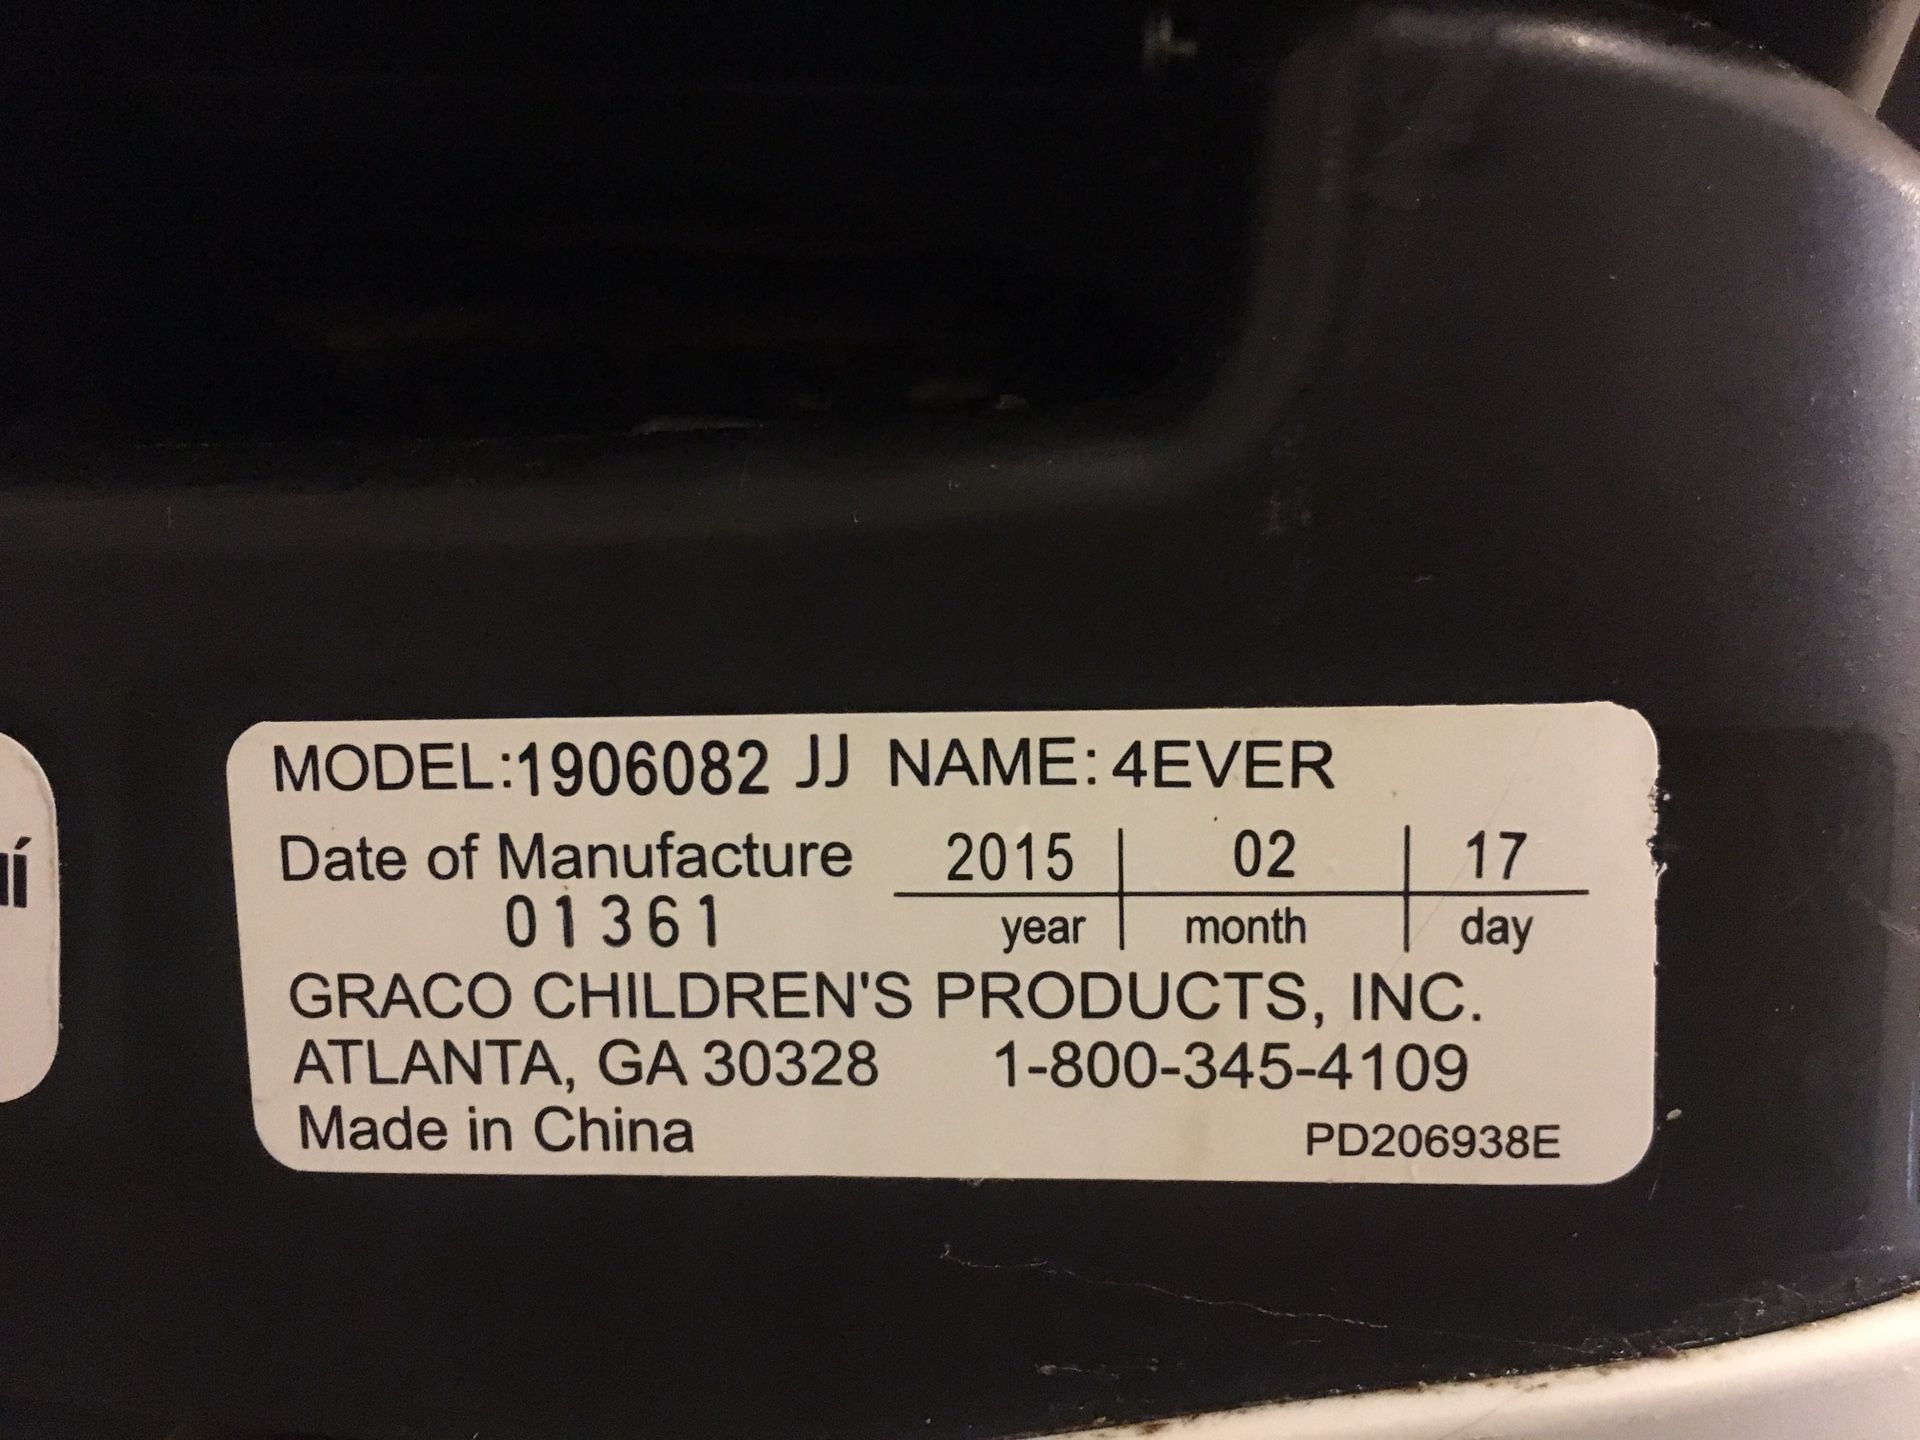 MODEL:1906082 JJ NAME: 4EVER
Date of Manufacture 2015 02 17
01361 year month day
GRACO CHILDREN'S PRODUCTS, INC.
ATLANTA, GA 30328 1-800-345-4109
Made in China PD206938E